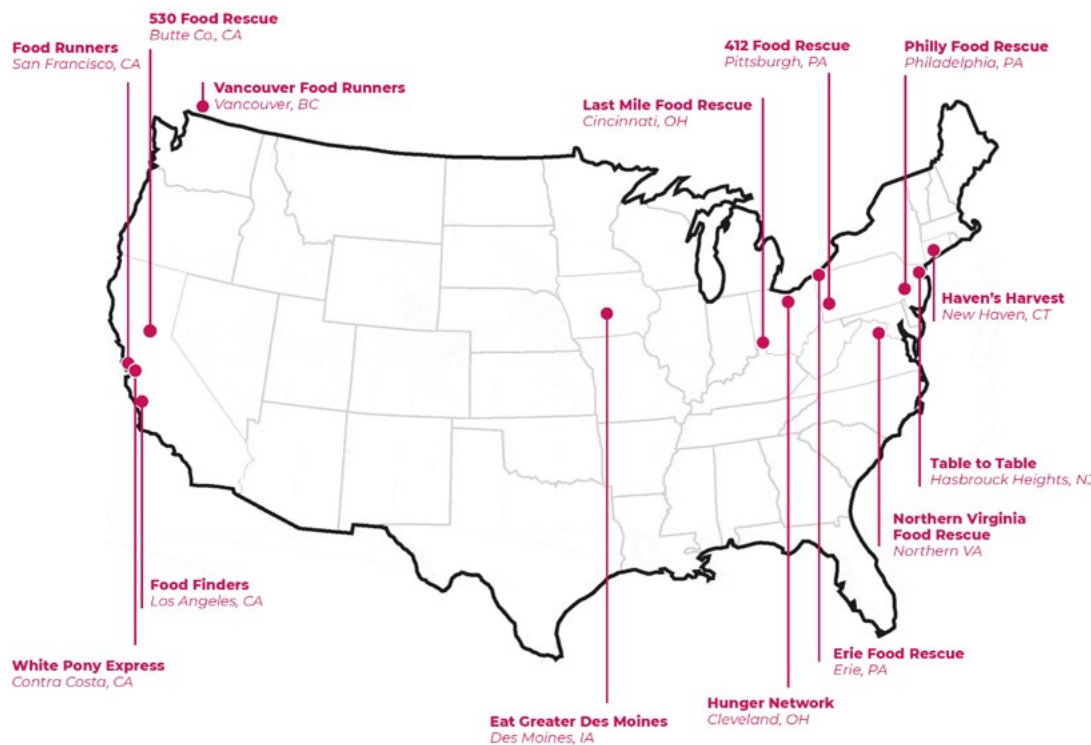 530 Food Rescue
Butte Co., CA
Food Runners
San Francisco, CA
412 Food Rescue
Pittsburgh, PA
Philly Food Rescue
Philadelphia, PA
Vancouver Food Runners
Vancouver, BC
Last Mile Food Rescue
Cincinnati, OH
Haven's Harvest
New Haven, CT
Table to Table
Hasbrouck Heights, NJ
Northern Virginia
Food Rescue
Northern VA
Food Finders
Los Angeles, CA
White Pony Express
Contra Costa, CA
Erie Food Rescue
Erie, PA
Hunger Network
Cleveland, OH
Eat Greater Des Moines
Des Moines, IA